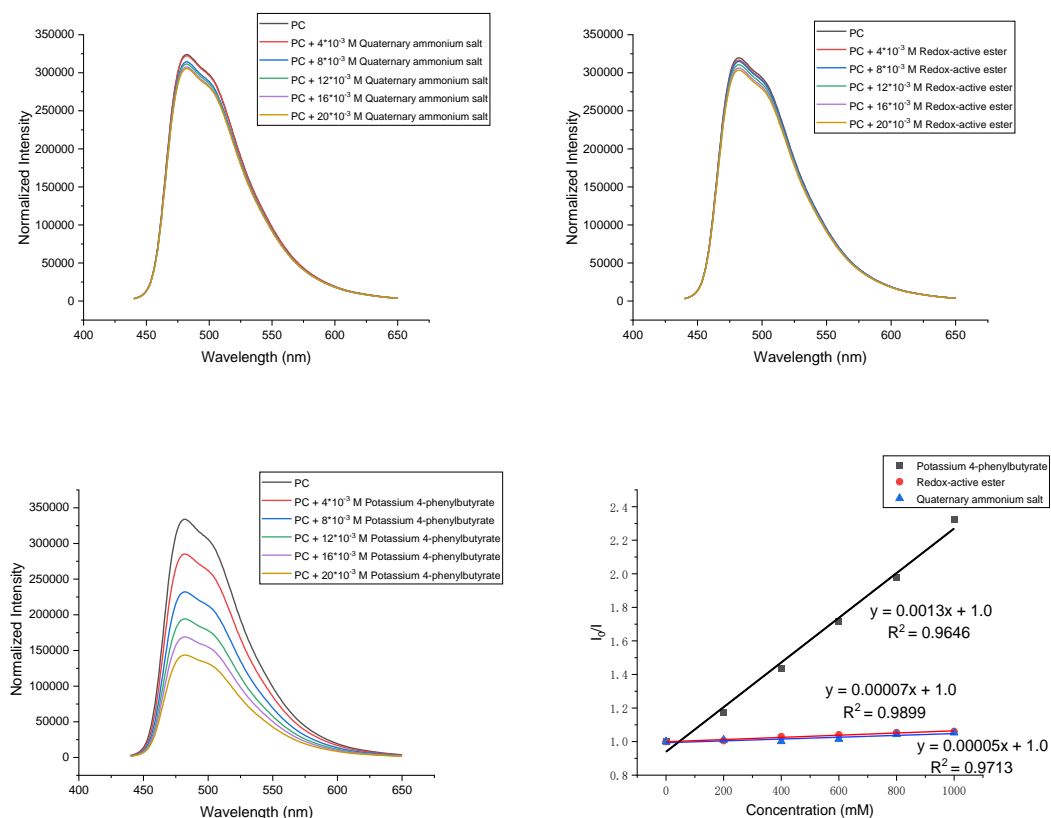 PC
PC + 4*10⁻³ M Quaternary ammonium salt
PC + 8*10⁻³ M Quaternary ammonium salt
PC + 12*10⁻³ M Quaternary ammonium salt
PC + 16*10⁻³ M Quaternary ammonium salt
PC + 20*10⁻³ M Quaternary ammonium salt
350000
300000
250000
200000
150000
100000
50000
0
Normalized Intensity
400 450 500 550 600 650
Wavelength (nm)
PC
PC + 4*10⁻³ M Redox-active ester
PC + 8*10⁻³ M Redox-active ester
PC + 12*10⁻³ M Redox-active ester
PC + 16*10⁻³ M Redox-active ester
PC + 20*10⁻³ M Redox-active ester
350000
300000
250000
200000
150000
100000
50000
0
Normalized Intensity
400 450 500 550 600 650
Wavelength (nm)
PC
PC + 4*10⁻³ M Potassium 4-phenylbutyrate
PC + 8*10⁻³ M Potassium 4-phenylbutyrate
PC + 12*10⁻³ M Potassium 4-phenylbutyrate
PC + 16*10⁻³ M Potassium 4-phenylbutyrate
PC + 20*10⁻³ M Potassium 4-phenylbutyrate
350000
300000
250000
200000
150000
100000
50000
0
Normalized Intensity
400 450 500 550 600 650
Wavelength (nm)
Potassium 4-phenylbutyrate
Redox-active ester
Quaternary ammonium salt
2.4
2.2
2.0
1.8
1.6
1.4
1.2
1.0
0.8
I₀/I
y = 0.0013x + 1.0
R² = 0.9646
y = 0.00007x + 1.0
R² = 0.9899
y = 0.00005x + 1.0
R² = 0.9713
0 200 400 600 800 1000
Concentration (mM)